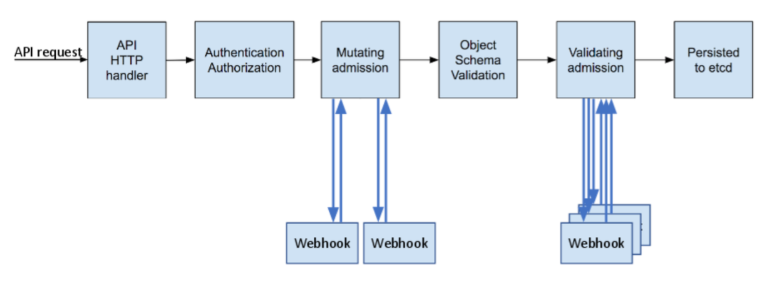 API request
API
HTTP
handler
Authentication
Authorization
Mutating
admission
Object
Schema
Validation
Validating
admission
Persisted
to etcd
Webhook
Webhook
Webhook